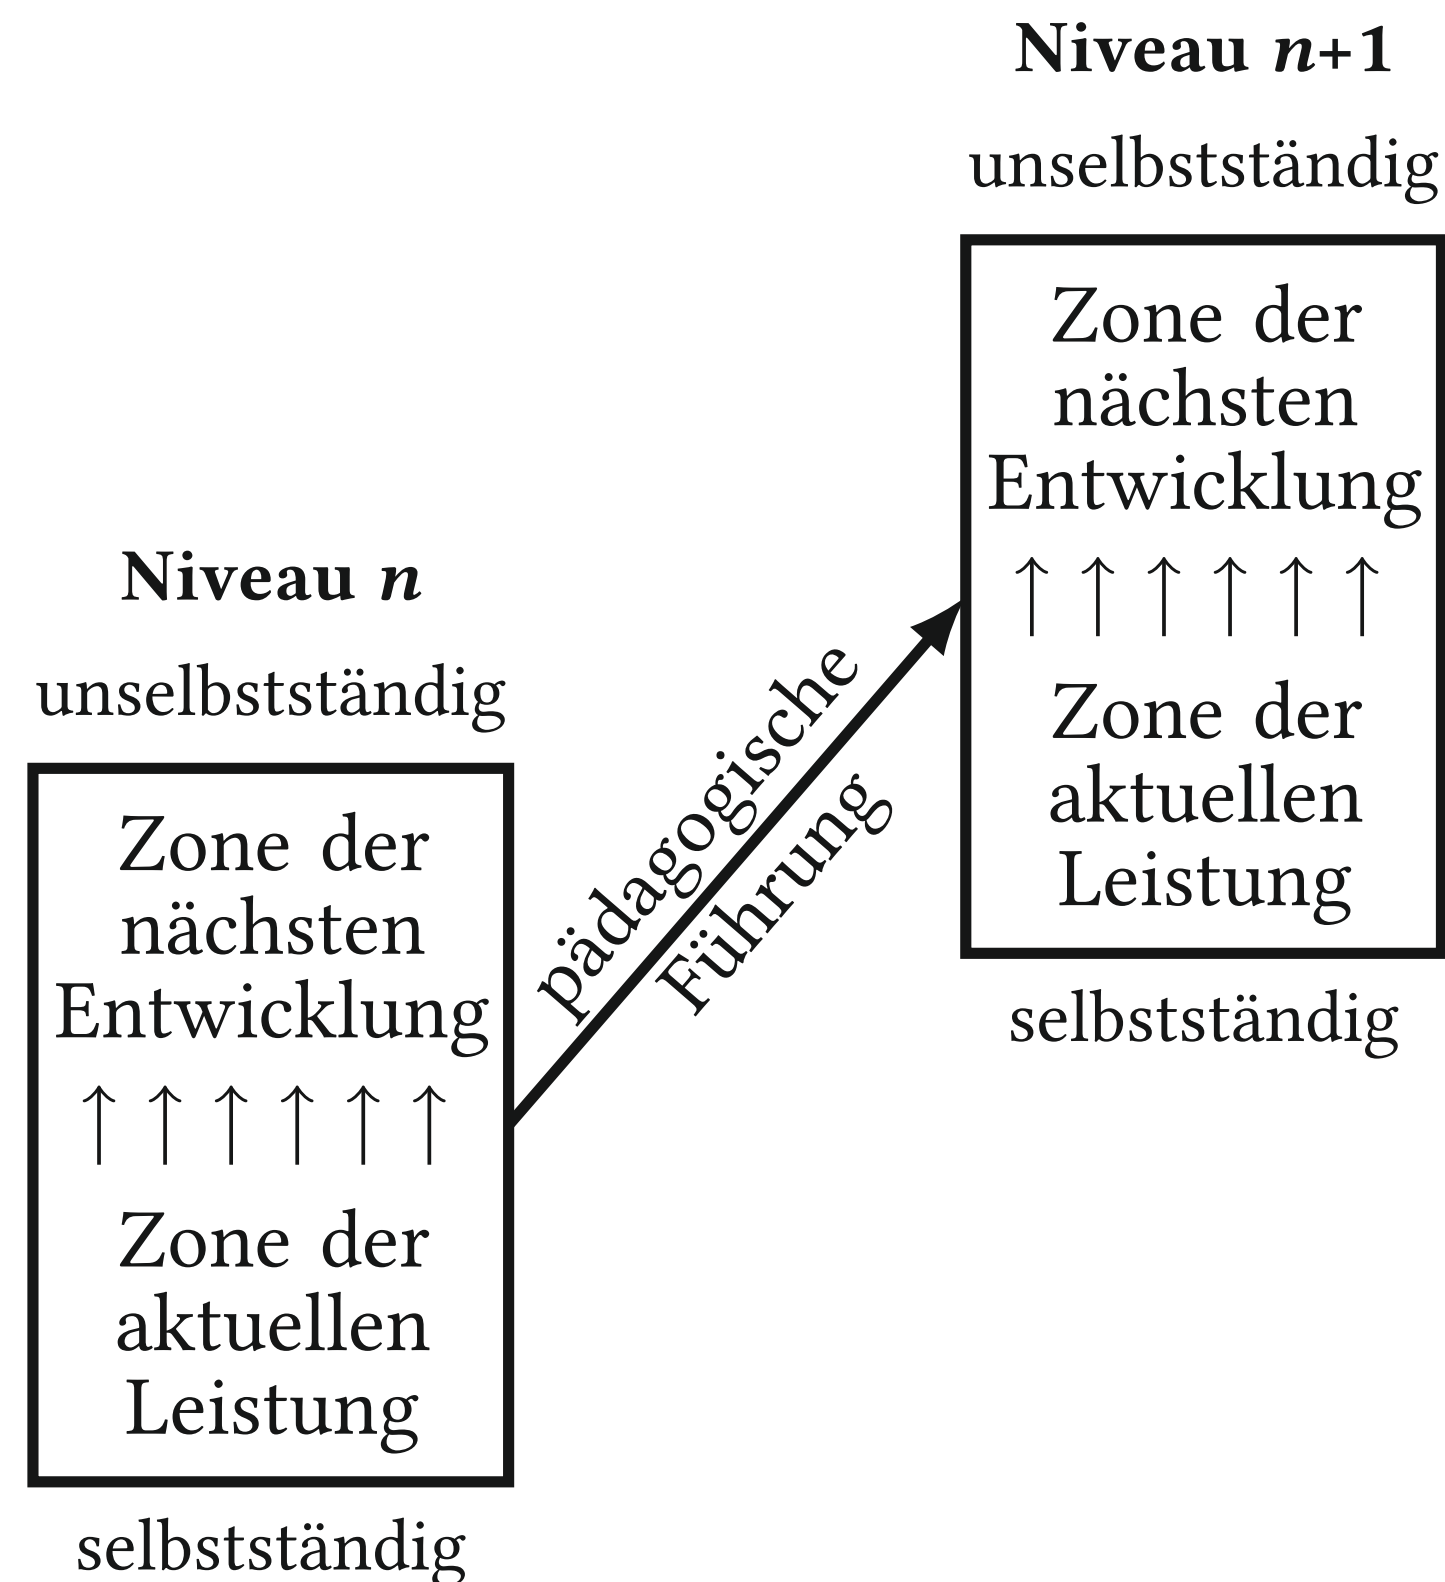 Niveau n+1
unselbstständig
Zone der
nächsten
Entwicklung
↑ ↑ ↑ ↑ ↑ ↑
Zone der
aktuellen
Leistung
selbstständig
pädagogische
Führung
Niveau n
unselbstständig
Zone der
nächsten
Entwicklung
↑ ↑ ↑ ↑ ↑ ↑
Zone der
aktuellen
Leistung
selbstständig